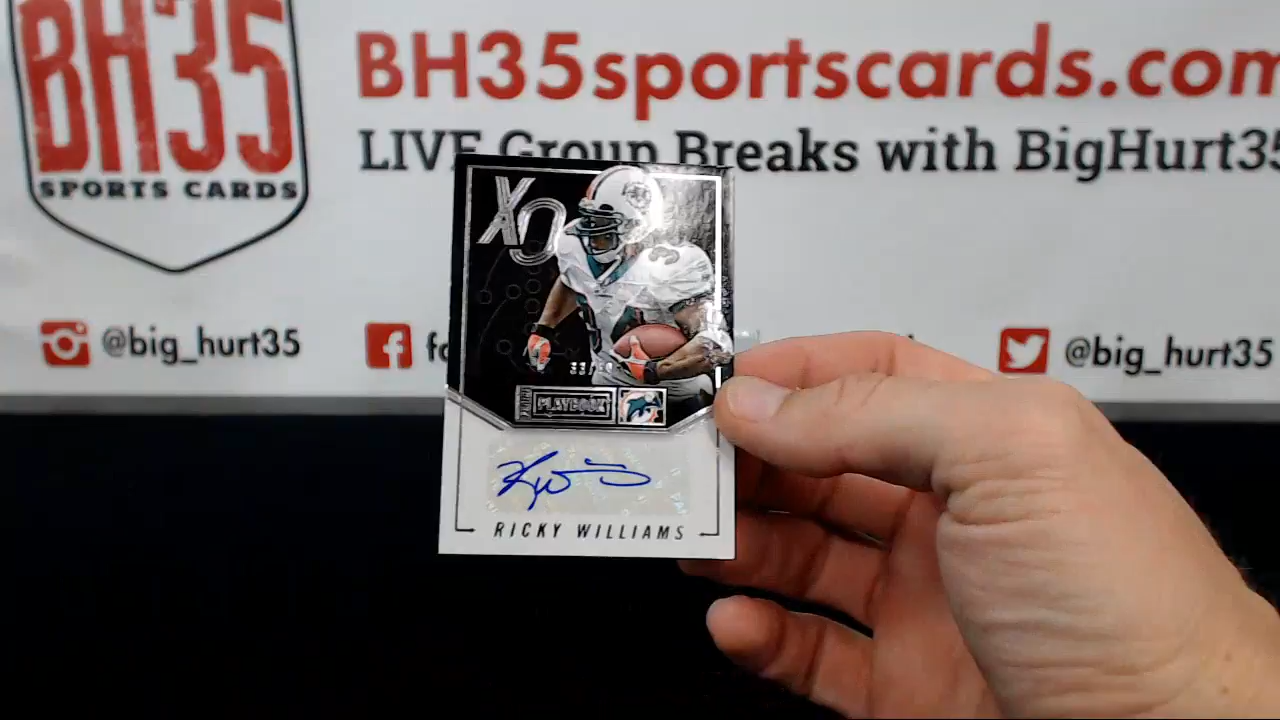 BH35
SPORTS CARDS
BH35sportscards.com
LIVE Group Breaks with BigHurt35
@big_hurt35
@big_hurt35
XO
PLAYBOOK
RICKY WILLIAMS